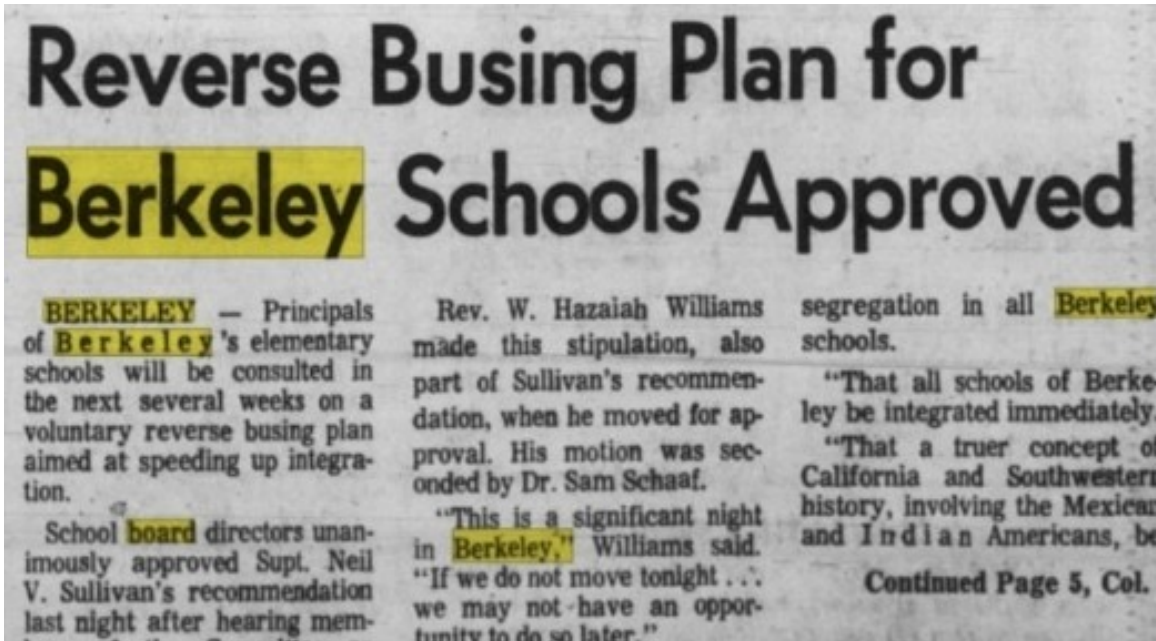 Reverse Busing Plan for
Berkeley Schools Approved
BERKELEY — Principals
of Berkeley's elementary
schools will be consulted in
the next several weeks on a
voluntary reverse busing plan
aimed at speeding up integra-
tion.
School board directors unan-
imously approved Supt. Neil
V. Sullivan's recommendation
last night after hearing mem-
Rev. W. Hazaiah Williams
made this stipulation, also
part of Sullivan's recommen-
dation, when he moved for ap-
proval. His motion was sec-
onded by Dr. Sam Schaaf.
"This is a significant night
in Berkeley," Williams said.
"If we do not move tonight . . .
we may not have an oppor-
tunity to do so later."
segregation in all Berkeley
schools.
"That all schools of Berke-
ley be integrated immediately.
"That a truer concept of
California and Southwestern
history, involving the Mexican
and Indian Americans, be
Continued Page 5, Col.